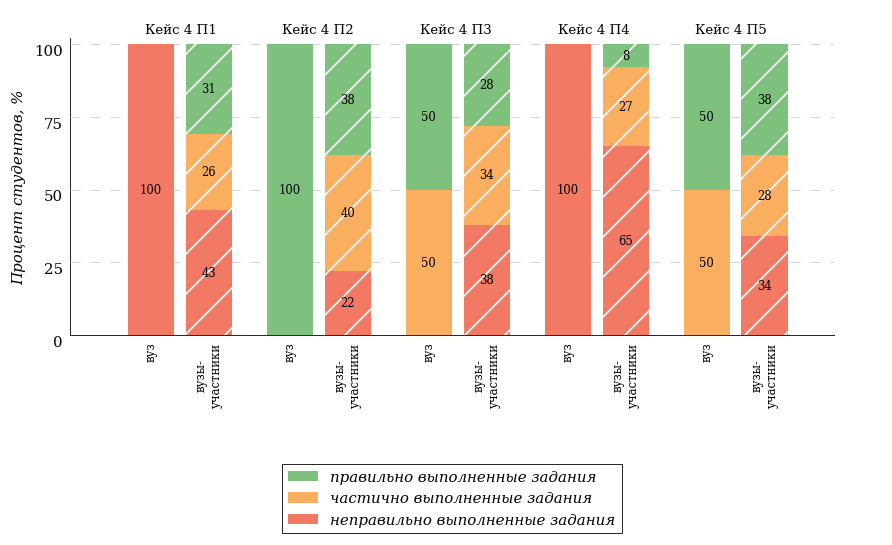 Кейс 4 П1 Кейс 4 П2 Кейс 4 П3 Кейс 4 П4 Кейс 4 П5
Процент студентов, %
100
75
50
25
0
100
31
26
43
100
38
40
22
50
50
28
34
38
100
8
27
65
50
50
38
28
34
вуз
вузы-
участники
вуз
вузы-
участники
вуз
вузы-
участники
вуз
вузы-
участники
вуз
вузы-
участники
правильно выполненные задания
частично выполненные задания
неправильно выполненные задания